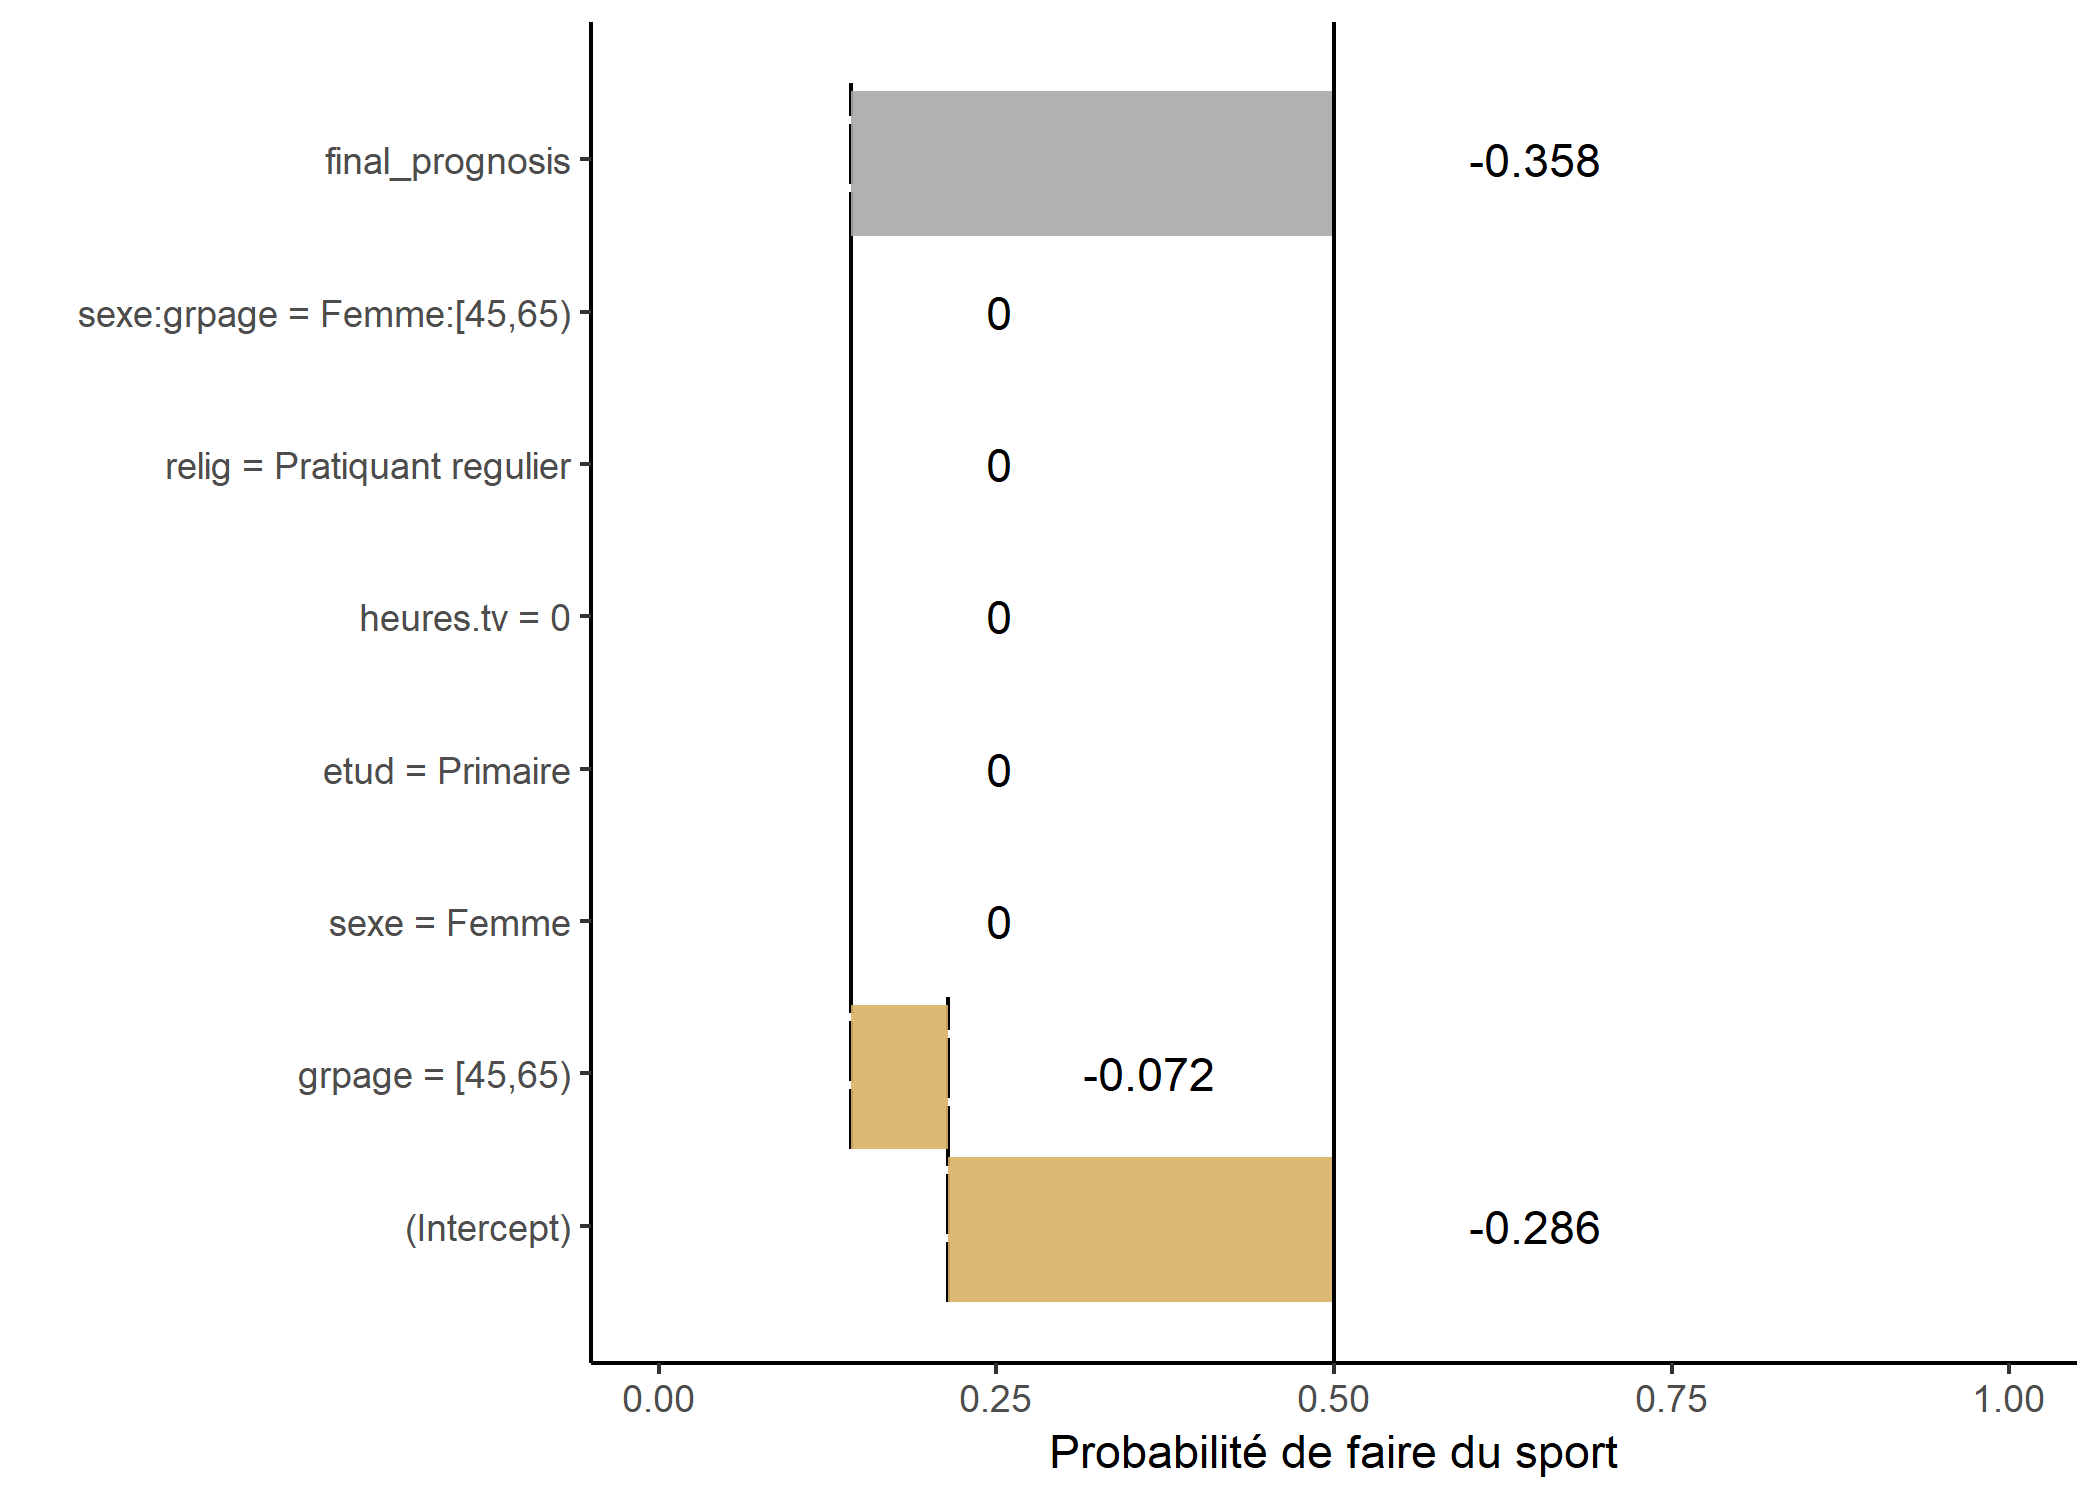 final_prognosis -0.358
sexe:grpage = Femme:[45,65) 0
relig = Pratiquant regulier 0
heures.tv = 0 0
etud = Primaire 0
sexe = Femme 0
grpage = [45,65) -0.072
(Intercept) -0.286
0.00 0.25 0.50 0.75 1.00
Probabilité de faire du sport